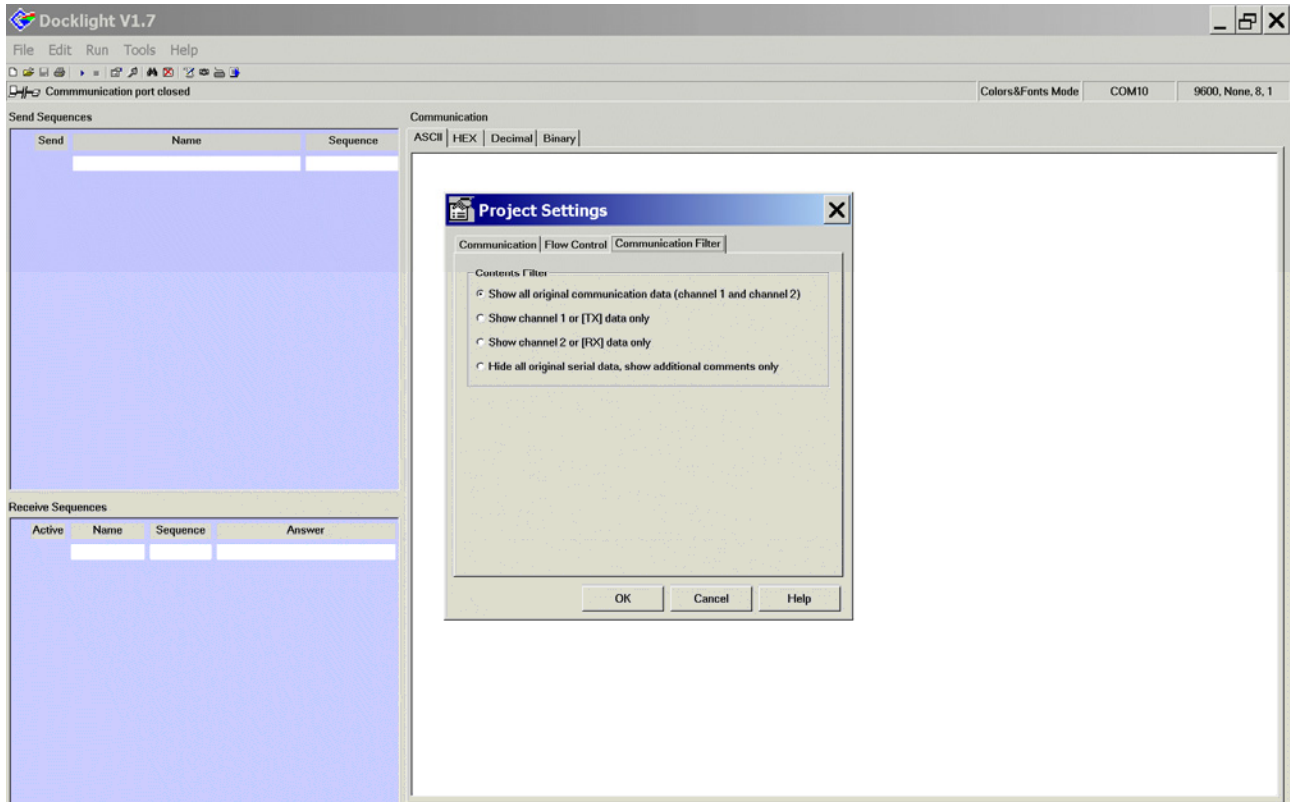 Docklight V1.7
File Edit Run Tools Help
Commmunication port closed
Colors&Fonts Mode COM10 9600, None, 8, 1
Send Sequences
Send Name Sequence
Communication
ASCII HEX Decimal Binary
Project Settings
Communication Flow Control Communication Filter
Contents Filter
Show all original communication data (channel 1 and channel 2)
Show channel 1 or [TX] data only
Show channel 2 or [RX] data only
Hide all original serial data, show additional comments only
OK Cancel Help
Receive Sequences
Active Name Sequence Answer